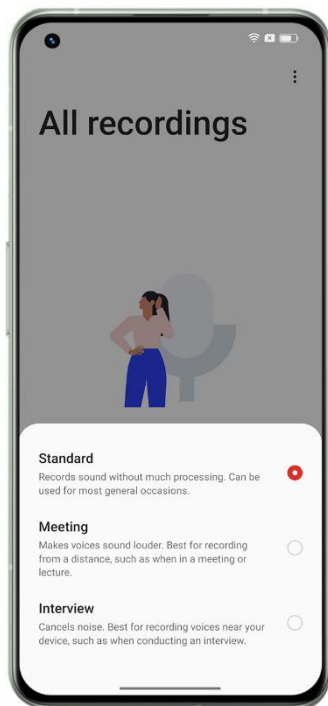 All recordings
Standard
Records sound without much processing. Can be
used for most general occasions.
Meeting
Makes voices sound louder. Best for recording
from a distance, such as when in a meeting or
lecture.
Interview
Cancels noise. Best for recording voices near your
device, such as when conducting an interview.